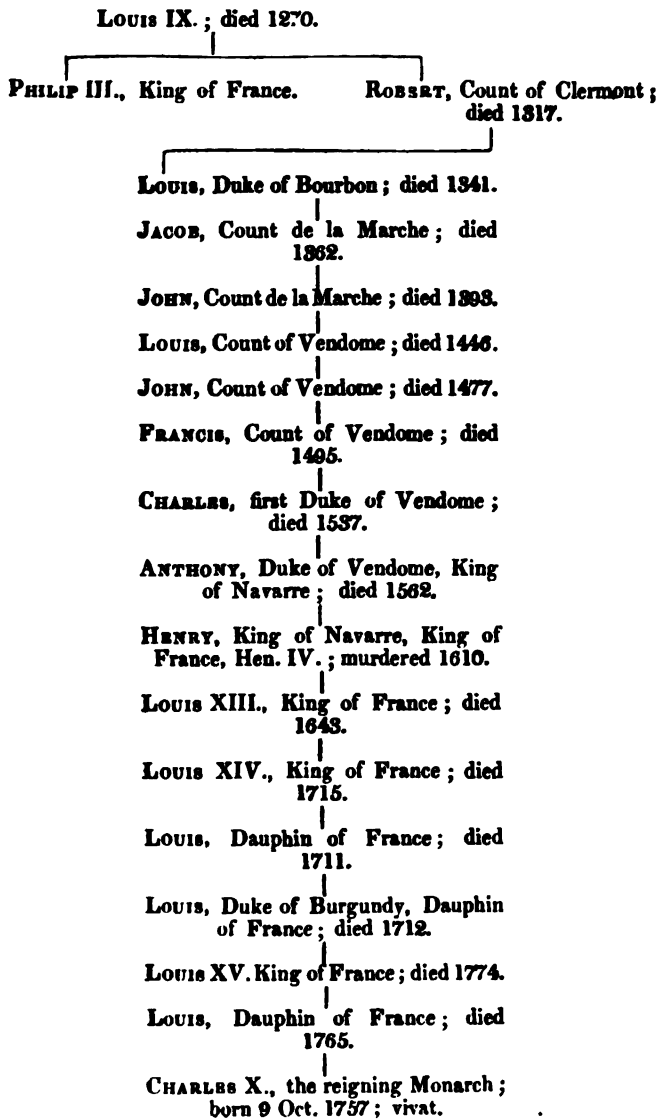 LOUIS IX. ; died 1270.
PHILIP III., King of France.
ROBERT, Count of Clermont ;
died 1317.
LOUIS, Duke of Bourbon ; died 1341.
JACOB, Count de la Marche ; died
1362.
JOHN, Count de la Marche ; died 1393.
LOUIS, Count of Vendome ; died 1446.
JOHN, Count of Vendome ; died 1477.
FRANCIS, Count of Vendome ; died
1495.
CHARLES, first Duke of Vendome ;
died 1537.
ANTHONY, Duke of Vendome, King
of Navarre ; died 1562.
HENRY, King of Navarre, King of
France, Hen. IV. ; murdered 1610.
LOUIS XIII., King of France ; died
1643.
LOUIS XIV., King of France ; died
1715.
LOUIS, Dauphin of France ; died
1711.
LOUIS, Duke of Burgundy, Dauphin
of France ; died 1712.
LOUIS XV. King of France ; died 1774.
LOUIS, Dauphin of France ; died
1765.
CHARLES X., the reigning Monarch ;
born 9 Oct. 1757 ; vivat.